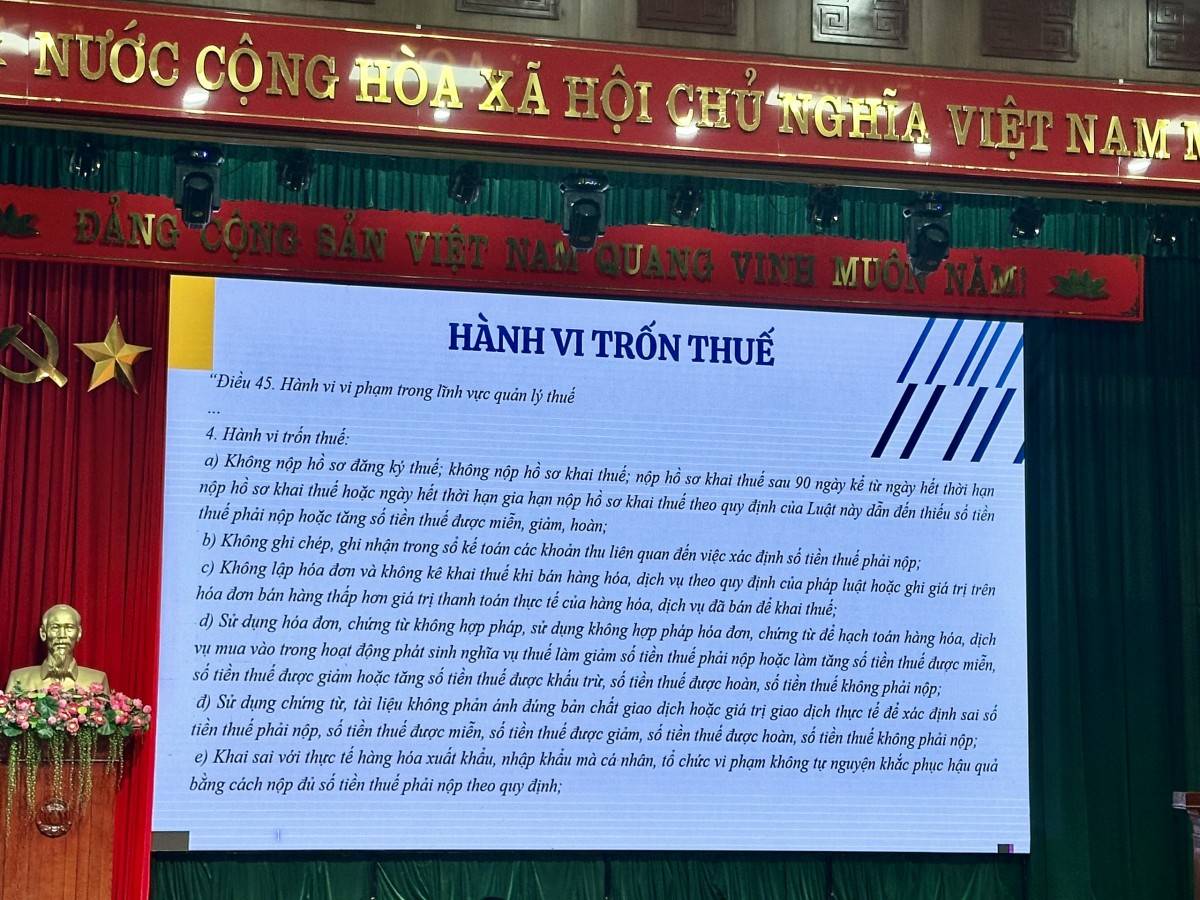 NƯỚC CỘNG HÒA XÃ HỘI CHỦ NGHĨA VIỆT NAM
ĐẢNG CỘNG SẢN VIỆT NAM QUANG VINH MUÔN NĂM
HÀNH VI TRỐN THUẾ
“Điều 45. Hành vi vi phạm trong lĩnh vực quản lý thuế
...
4. Hành vi trốn thuế:
a) Không nộp hồ sơ đăng ký thuế; không nộp hồ sơ khai thuế; nộp hồ sơ khai thuế sau 90 ngày kể từ ngày hết thời hạn
nộp hồ sơ khai thuế hoặc ngày hết thời hạn gia hạn nộp hồ sơ khai thuế theo quy định của Luật này dẫn đến thiếu số tiền
thuế phải nộp hoặc tăng số tiền thuế được miễn, giảm, hoàn;
b) Không ghi chép, ghi nhận trong sổ kế toán các khoản thu liên quan đến việc xác định số tiền thuế phải nộp;
c) Không lập hóa đơn và không kê khai thuế khi bán hàng hóa, dịch vụ theo quy định của pháp luật hoặc ghi giá trị trên
hóa đơn bán hàng thấp hơn giá trị thanh toán thực tế của hàng hóa, dịch vụ đã bán để khai thuế;
d) Sử dụng hóa đơn, chứng từ không hợp pháp, sử dụng không hợp pháp hóa đơn, chứng từ để hạch toán hàng hóa, dịch
vụ mua vào trong hoạt động phát sinh nghĩa vụ thuế làm giảm số tiền thuế phải nộp hoặc làm tăng số tiền thuế được miễn,
số tiền thuế được giảm hoặc tăng số tiền thuế được khấu trừ, số tiền thuế được hoàn, số tiền thuế không phải nộp;
đ) Sử dụng chứng từ, tài liệu không phản ánh đúng bản chất giao dịch hoặc giá trị giao dịch thực tế để xác định sai số
tiền thuế phải nộp, số tiền thuế được miễn, số tiền thuế được giảm, số tiền thuế được hoàn, số tiền thuế không phải nộp;
e) Khai sai với thực tế hàng hóa xuất khẩu, nhập khẩu mà cá nhân, tổ chức vi phạm không tự nguyện khắc phục hậu quả
bằng cách nộp đủ số tiền thuế phải nộp theo quy định;